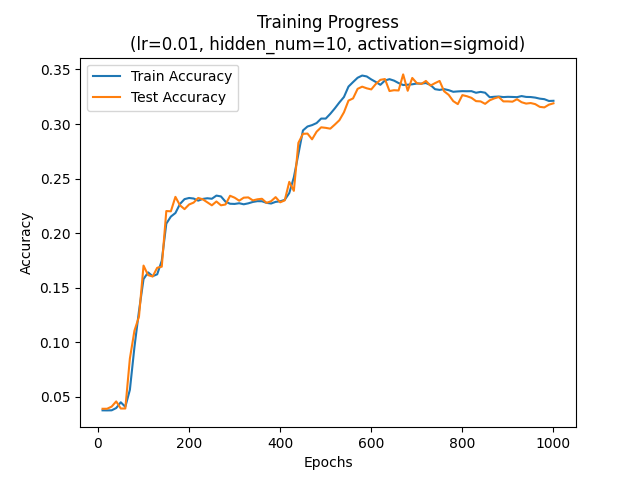 Training Progress
(lr=0.01, hidden_num=10, activation=sigmoid)
Train Accuracy
Test Accuracy
0.35
0.30
0.25
0.20
0.15
0.10
0.05
Accuracy
0 200 400 600 800 1000
Epochs